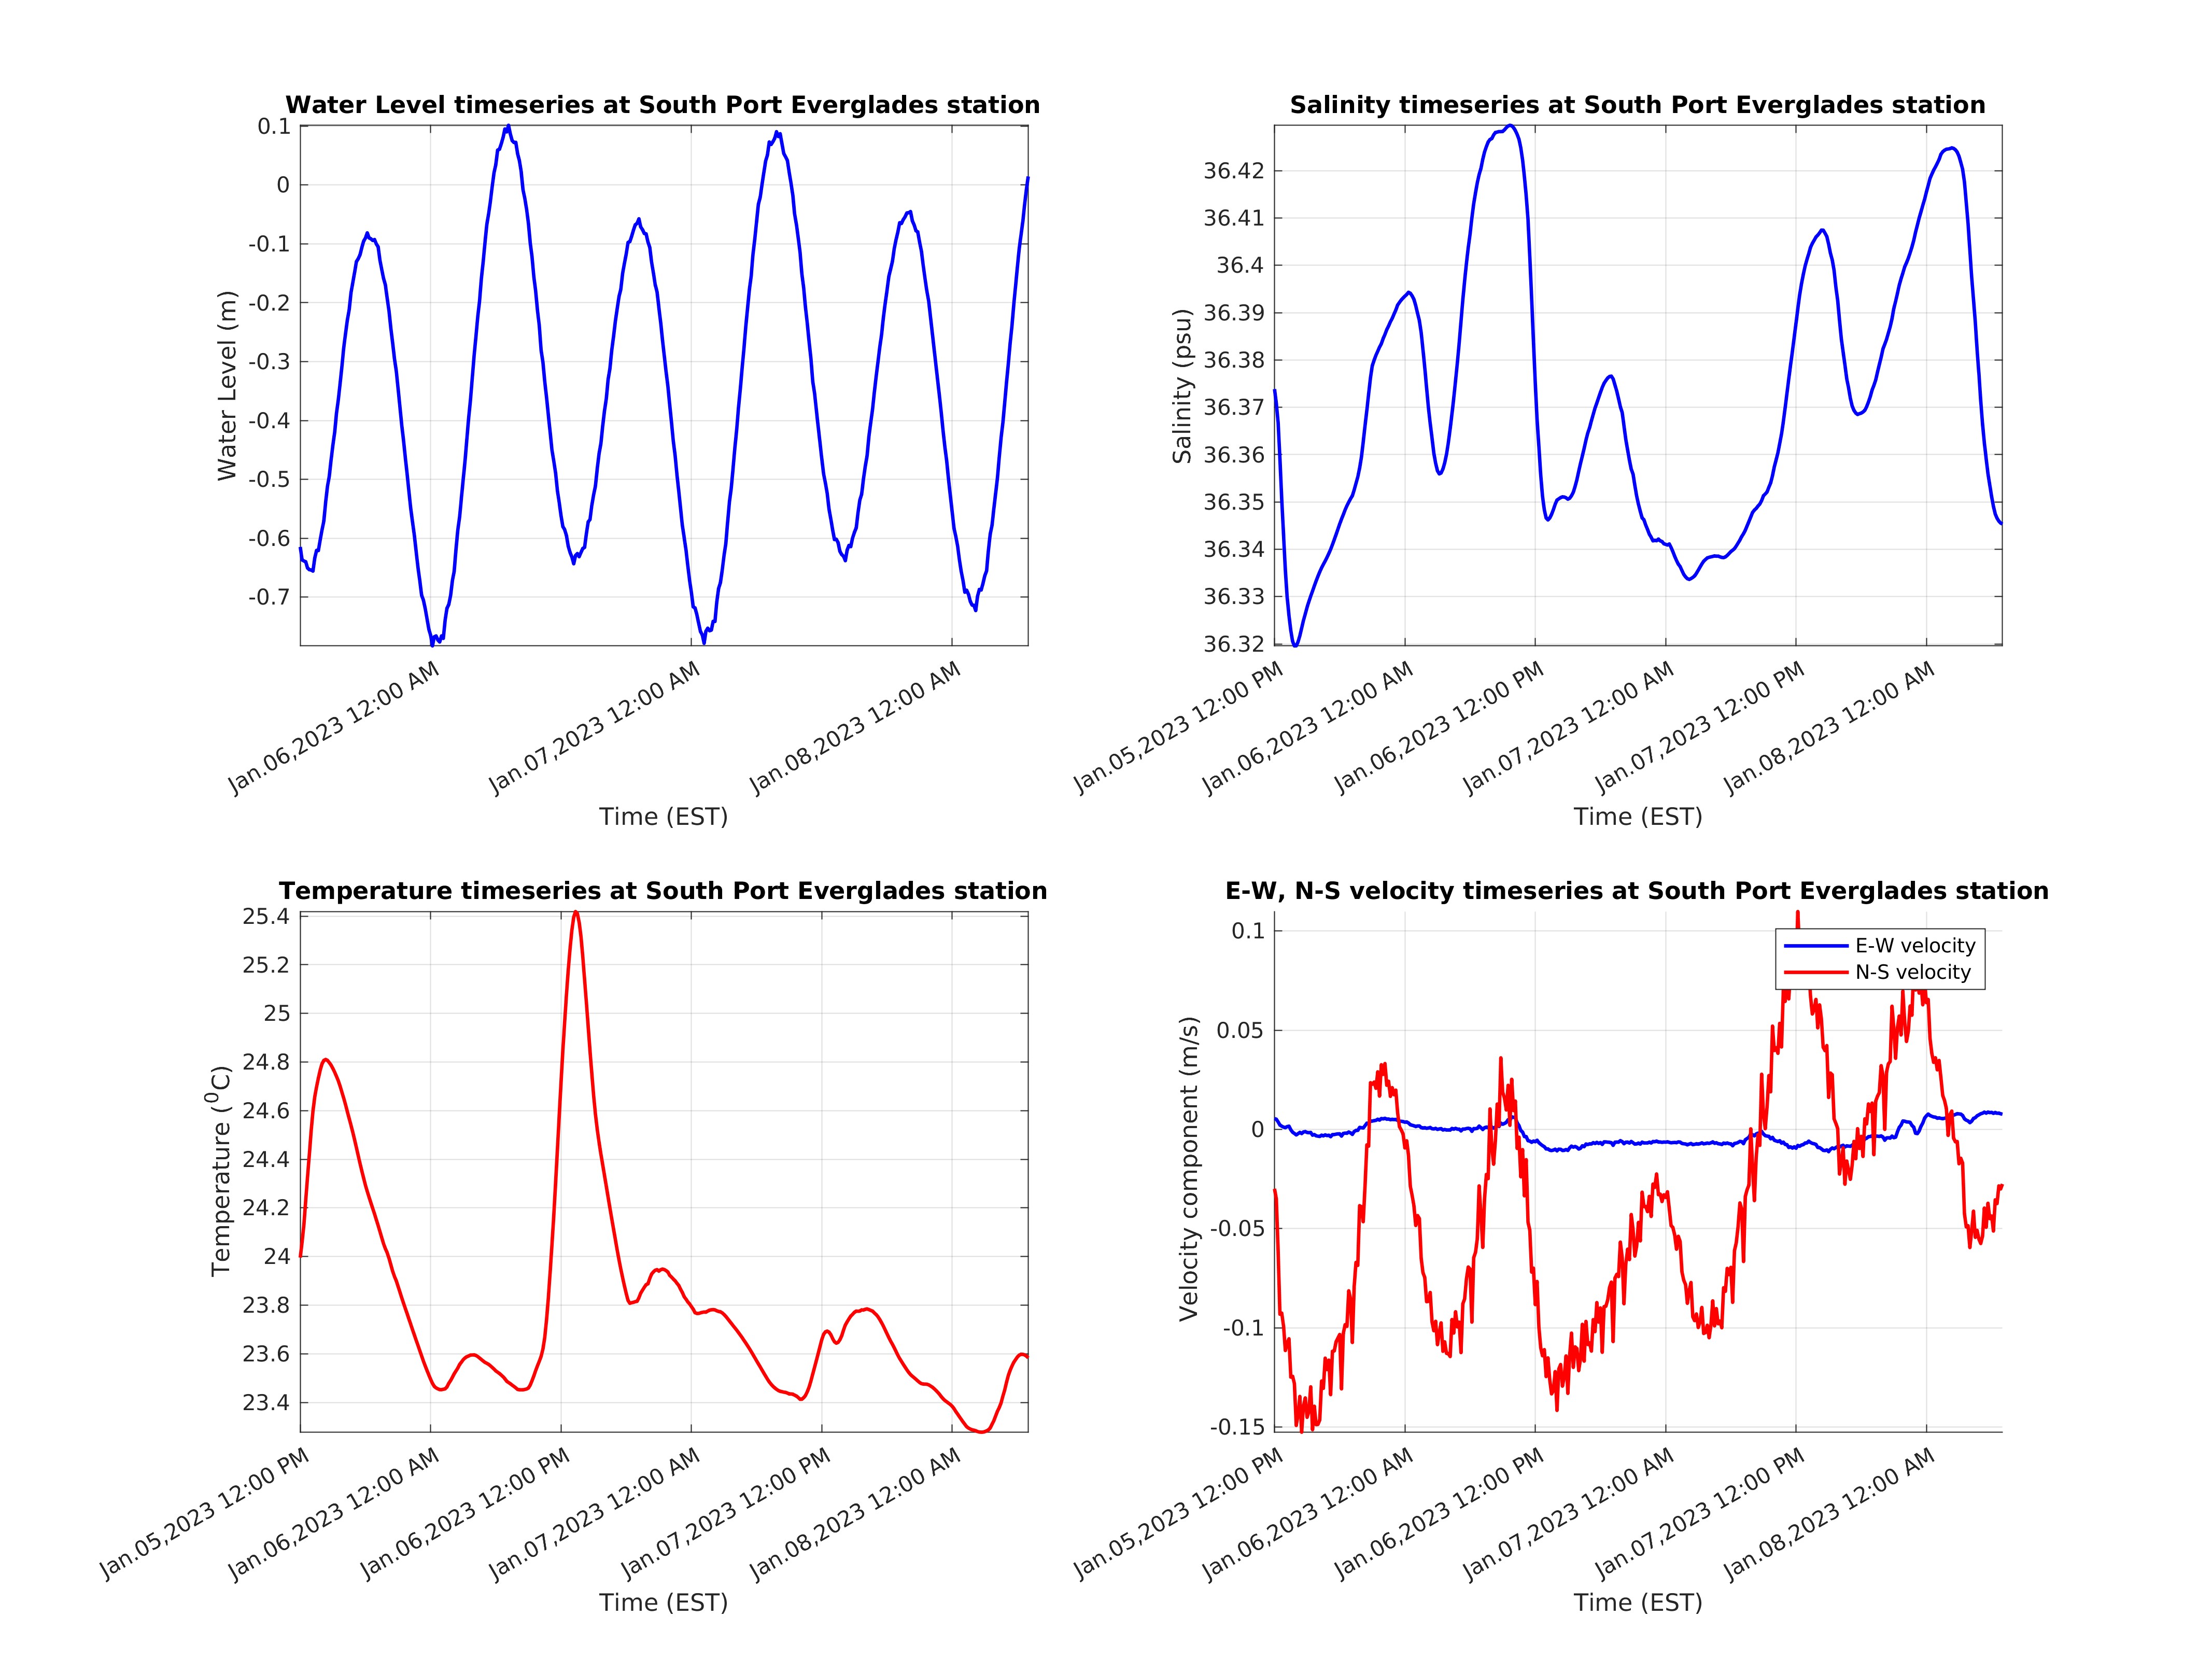 Water Level timeseries at South Port Everglades station
Water Level (m)
0.1
0
-0.1
-0.2
-0.3
-0.4
-0.5
-0.6
-0.7
Jan.06,2023 12:00 AM
Jan.07,2023 12:00 AM
Jan.08,2023 12:00 AM
Time (EST)
Salinity timeseries at South Port Everglades station
Salinity (psu)
36.42
36.41
36.4
36.39
36.38
36.37
36.36
36.35
36.34
36.33
36.32
Jan.05,2023 12:00 PM
Jan.06,2023 12:00 AM
Jan.06,2023 12:00 PM
Jan.07,2023 12:00 AM
Jan.07,2023 12:00 PM
Jan.08,2023 12:00 AM
Time (EST)
Temperature timeseries at South Port Everglades station
Temperature (⁰C)
25.4
25.2
25
24.8
24.6
24.4
24.2
24
23.8
23.6
23.4
Jan.05,2023 12:00 PM
Jan.06,2023 12:00 AM
Jan.06,2023 12:00 PM
Jan.07,2023 12:00 AM
Jan.07,2023 12:00 PM
Jan.08,2023 12:00 AM
Time (EST)
E-W, N-S velocity timeseries at South Port Everglades station
Velocity component (m/s)
0.1
0.05
0
-0.05
-0.1
-0.15
E-W velocity
N-S velocity
Jan.05,2023 12:00 PM
Jan.06,2023 12:00 AM
Jan.06,2023 12:00 PM
Jan.07,2023 12:00 AM
Jan.07,2023 12:00 PM
Jan.08,2023 12:00 AM
Time (EST)